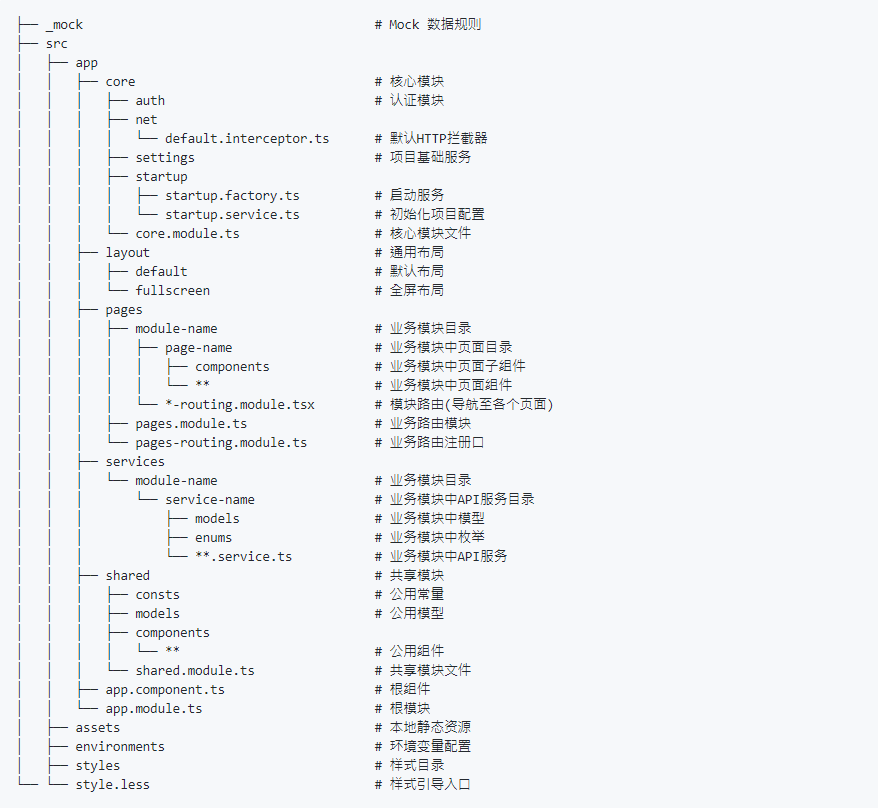 ├── _mock                                       # Mock 数据规则
├── src
│   ├── app
│   │   ├── core                                # 核心模块
│   │   │   ├── auth                            # 认证模块
│   │   │   ├── net
│   │   │   │   └── default.interceptor.ts      # 默认HTTP拦截器
│   │   │   ├── settings                        # 项目基础服务
│   │   │   ├── startup
│   │   │   │   ├── startup.factory.ts          # 启动服务
│   │   │   │   └── startup.service.ts          # 初始化项目配置
│   │   │   └── core.module.ts                  # 核心模块文件
│   │   ├── layout                              # 通用布局
│   │   │   ├── default                         # 默认布局
│   │   │   └── fullscreen                      # 全屏布局
│   │   ├── pages
│   │   │   ├── module-name                     # 业务模块目录
│   │   │   │   ├── page-name                   # 业务模块中页面目录
│   │   │   │   │   ├── components              # 业务模块中页面子组件
│   │   │   │   │   └── **                      # 业务模块中页面组件
│   │   │   │   └── *-routing.module.tsx        # 模块路由(导航至各个页面)
│   │   │   ├── pages.module.ts                 # 业务路由模块
│   │   │   └── pages-routing.module.ts         # 业务路由注册口
│   │   ├── services
│   │   │   └── module-name                     # 业务模块目录
│   │   │       └── service-name                # 业务模块中API服务目录
│   │   │           ├── models                  # 业务模块中模型
│   │   │           ├── enums                   # 业务模块中枚举
│   │   │           └── **.service.ts           # 业务模块中API服务
│   │   ├── shared                              # 共享模块
│   │   │   ├── consts                          # 公用常量
│   │   │   ├── models                          # 公用模型
│   │   │   ├── components
│   │   │   │   └── **                          # 公用组件
│   │   │   └── shared.module.ts                # 共享模块文件
│   │   ├── app.component.ts                    # 根组件
│   │   └── app.module.ts                       # 根模块
│   ├── assets                                  # 本地静态资源
│   ├── environments                            # 环境变量配置
│   ├── styles                                  # 样式目录
└── └── style.less                              # 样式引导入口